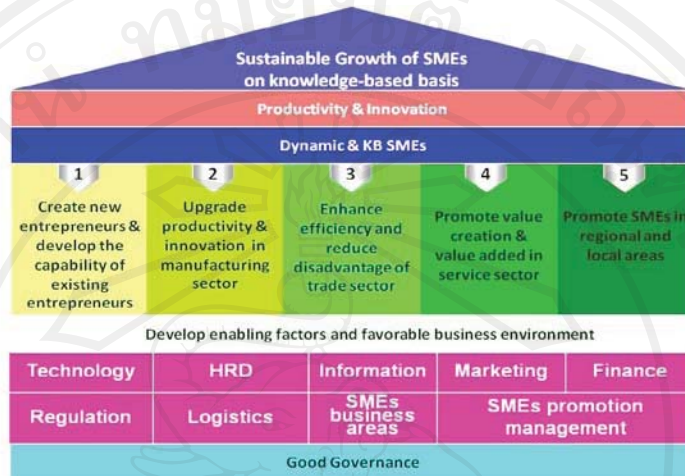 Sustainable Growth of SMEs
on knowledge-based basis
Productivity & Innovation
Dynamic & KB SMEs
1
2
3
4
5
Create new
entrepreneurs &
develop the
capability of
existing
entrepreneurs
Upgrade
productivity &
innovation in
manufacturing
sector
Enhance
efficiency and
reduce
disadvantage of
trade sector
Promote value
creation &
value added in
service sector
Promote SMEs in
regional and
local areas
Develop enabling factors and favorable business environment
Technology
HRD
Information
Marketing
Finance
Regulation
Logistics
SMEs
business
areas
SMEs promotion
management
Good Governance